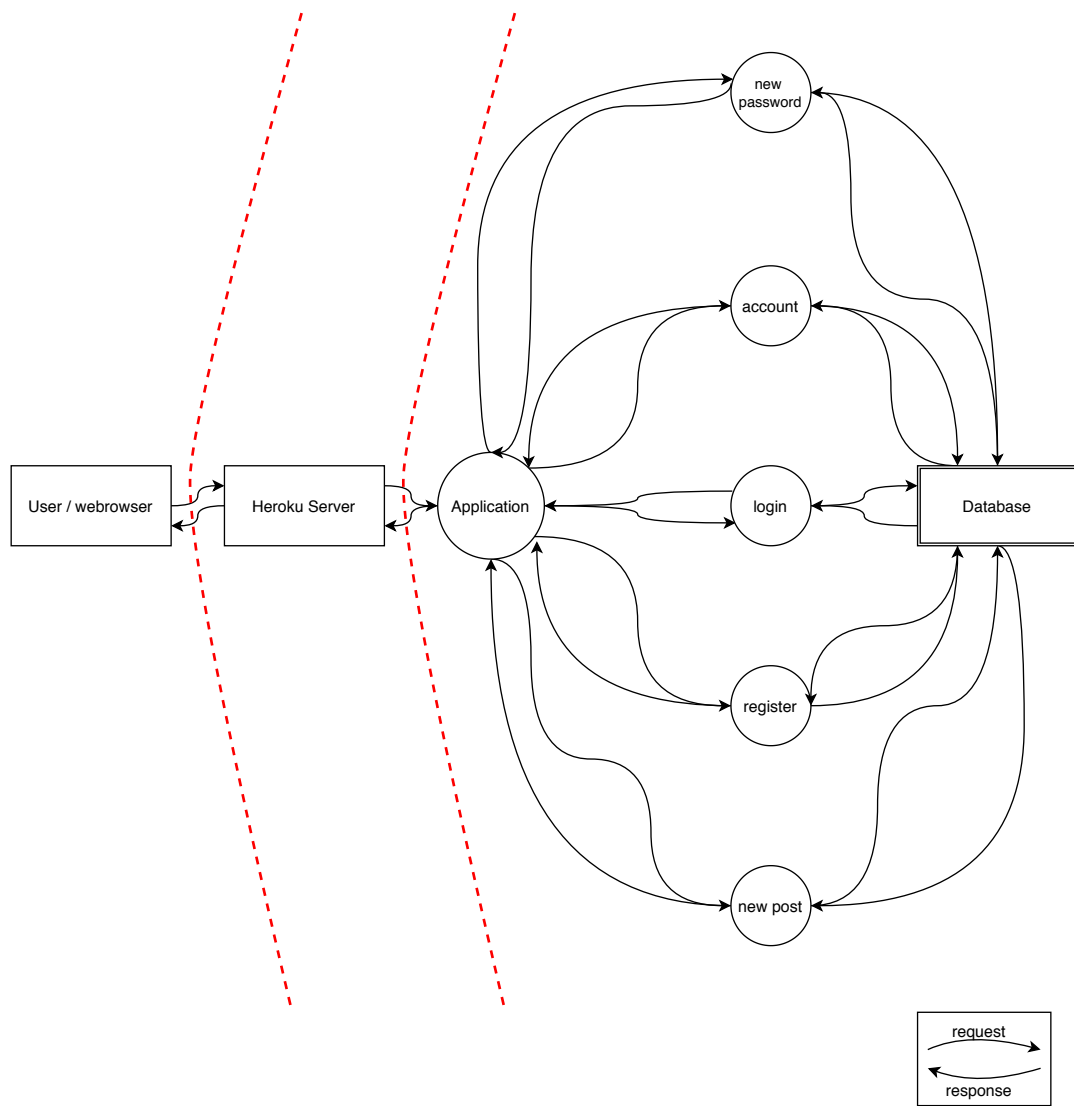 new
password
account
User / webrowser
Heroku Server
Application
login
Database
register
new post
request
response